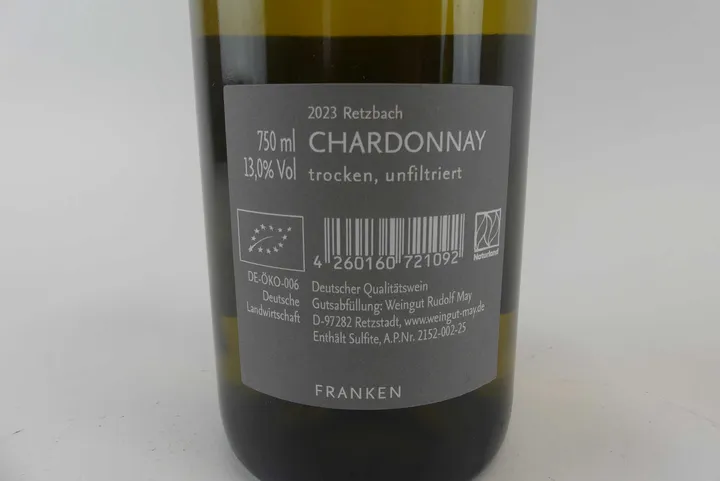 2023 Retzbach
750 ml CHARDONNAY
13,0% Vol trocken, unfiltriert
4 260160 721092
Naturland
DE-ÖKO-006
Deutsche
Landwirtschaft
Deutscher Qualitätswein
Gutsabfüllung: Weingut Rudolf May
D-97282 Retzstadt, www.weingut-may.de
Enthält Sulfite, A.P.Nr. 2152-002-25
FRANKEN